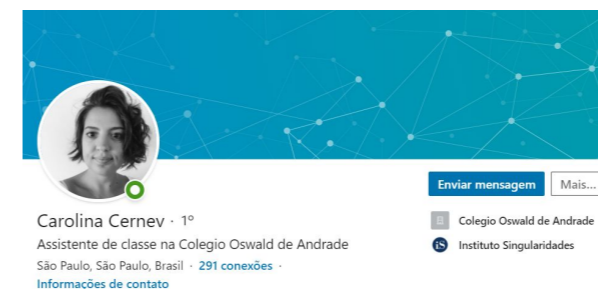 Enviar mensagem
Mais...
Carolina Cernev · 1º
Assistente de classe na Colegio Oswald de Andrade
São Paulo, São Paulo, Brasil · 291 conexões ·
Informações de contato
Colegio Oswald de Andrade
iS
Instituto Singularidades